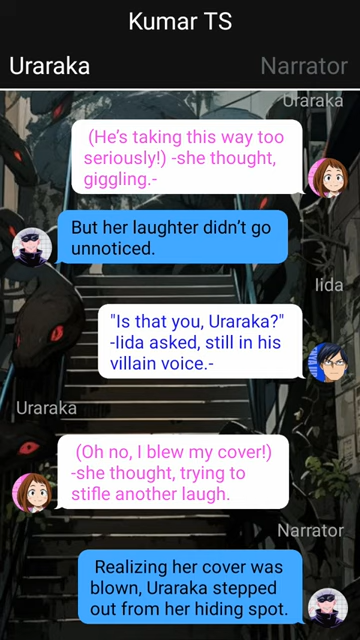 Kumar TS
Uraraka
Narrator
Uraraka
(He's taking this way too
seriously!) -she thought,
giggling.-
But her laughter didn't go
unnoticed.
Iida
"Is that you, Uraraka?"
-Iida asked, still in his
villain voice.-
Uraraka
(Oh no, I blew my cover!)
-she thought, trying to
stifle another laugh.
Narrator
Realizing her cover was
blown, Uraraka stepped
out from her hiding spot.